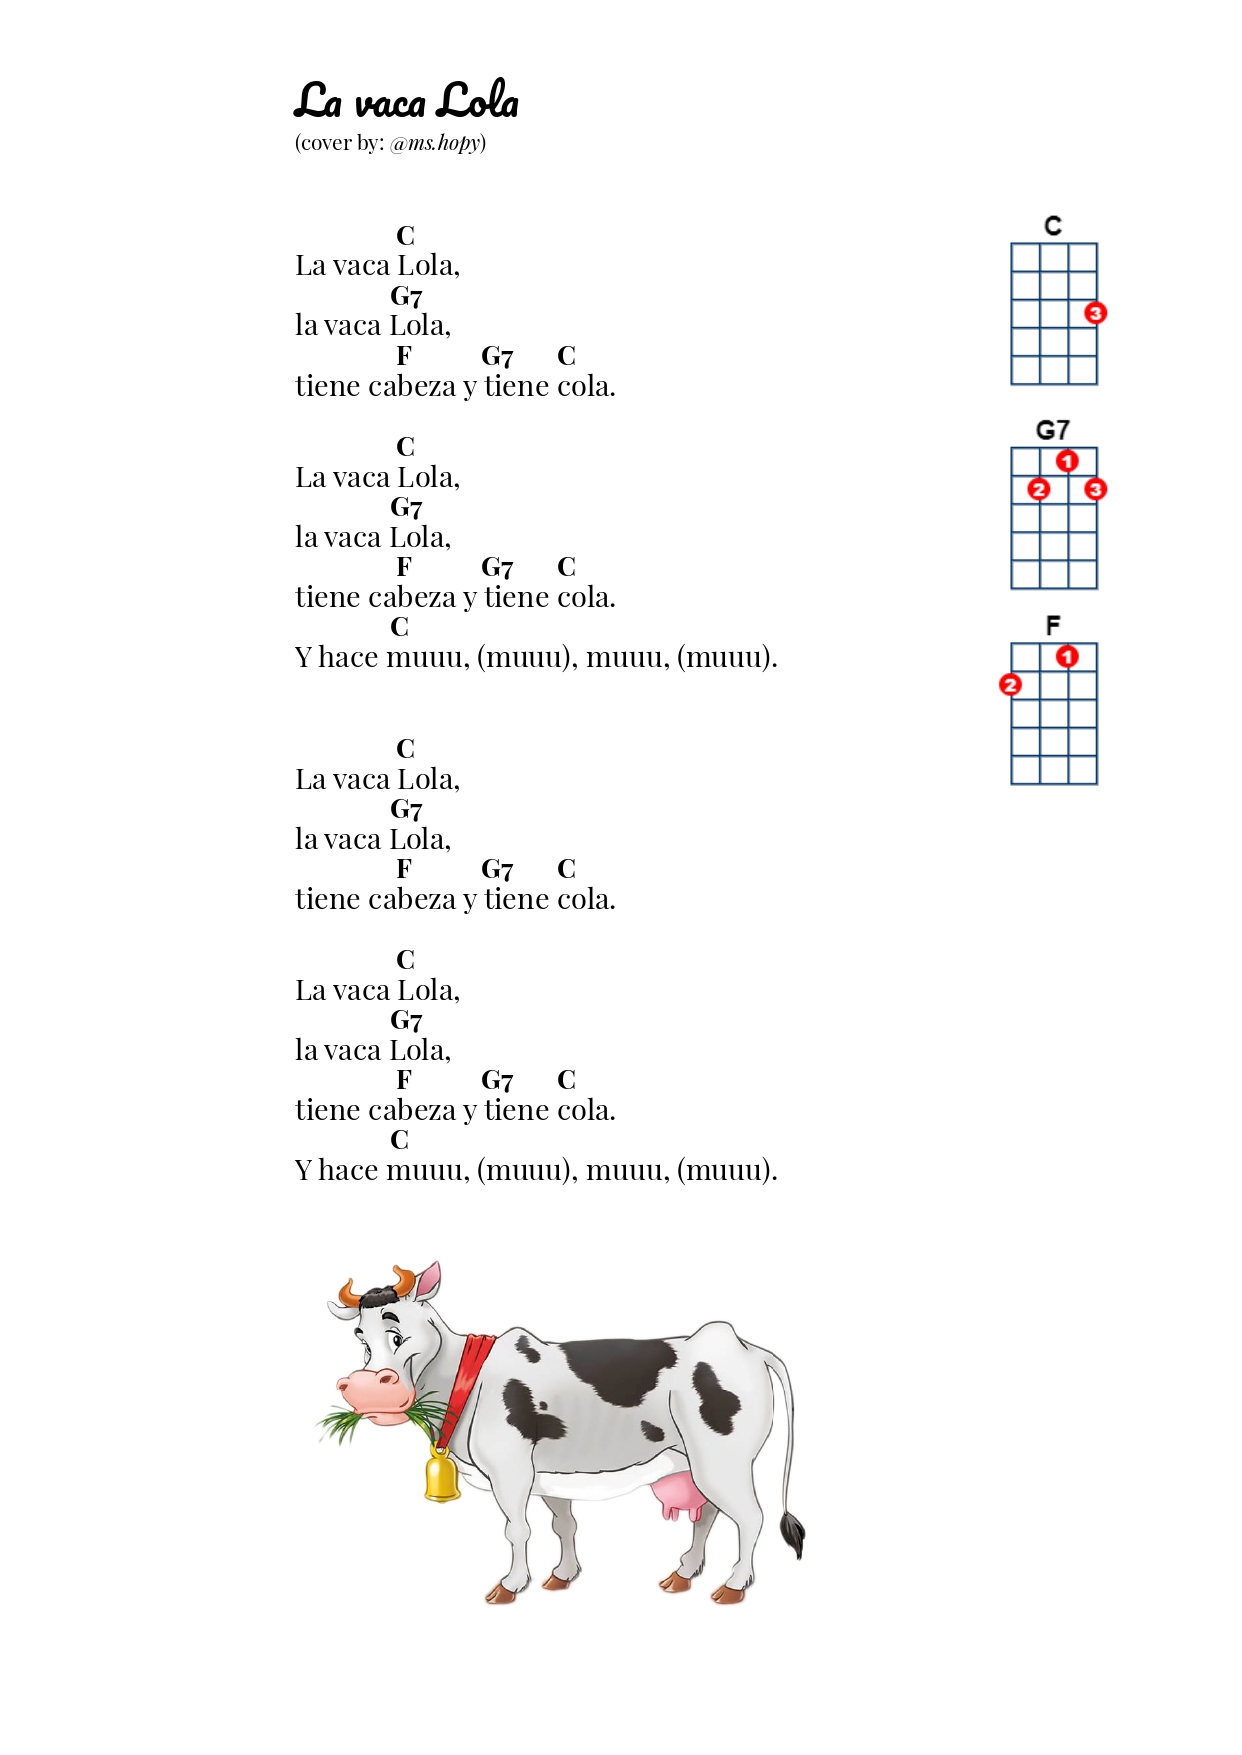 La vaca Lola
(cover by: @ms.hopy)
C
La vaca Lola,
G7
la vaca Lola,
F G7 C
tiene cabeza y tiene cola.
C
La vaca Lola,
G7
la vaca Lola,
F G7 C
tiene cabeza y tiene cola.
C
Y hace muuu, (muuu), muuu, (muuu).
C
La vaca Lola,
G7
la vaca Lola,
F G7 C
tiene cabeza y tiene cola.
C
La vaca Lola,
G7
la vaca Lola,
F G7 C
tiene cabeza y tiene cola.
C
Y hace muuu, (muuu), muuu, (muuu).
C
3
G7
1
2 3
F
1
2